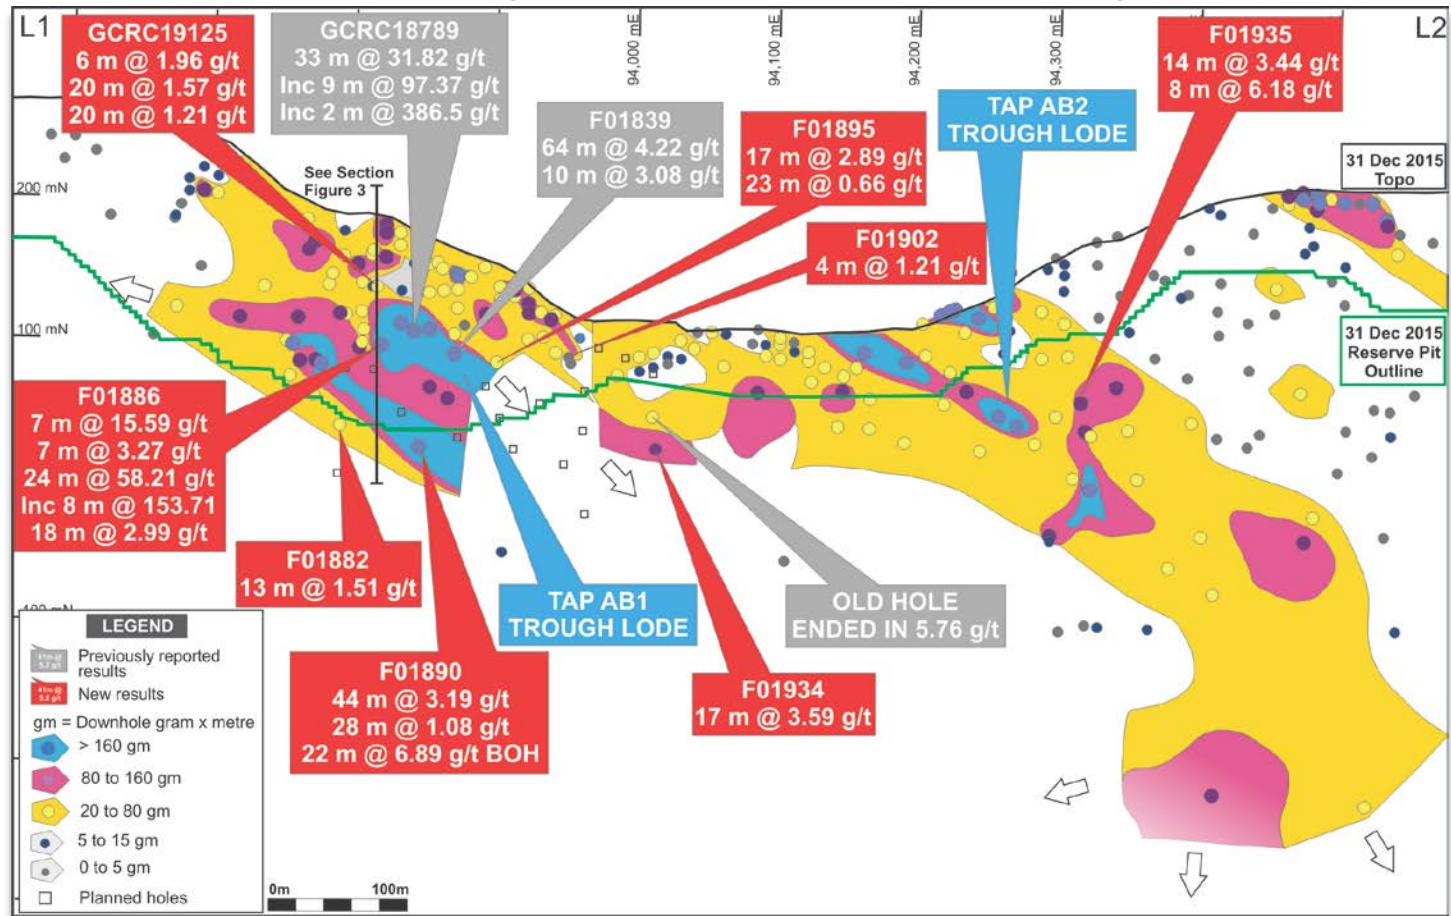 L1
L2
GCRC19125
6 m @ 1.96 g/t
20 m @ 1.57 g/t
20 m @ 1.21 g/t
GCRC18789
33 m @ 31.82 g/t
Inc 9 m @ 97.37 g/t
Inc 2 m @ 386.5 g/t
94,000 mE
94,100 mE
94,200 mE
94,300 mE
F01935
14 m @ 3.44 g/t
8 m @ 6.18 g/t
F01839
64 m @ 4.22 g/t
10 m @ 3.08 g/t
F01895
17 m @ 2.89 g/t
23 m @ 0.66 g/t
TAP AB2
TROUGH LODE
31 Dec 2015
Topo
See Section
Figure 3
200 mN
F01902
4 m @ 1.21 g/t
100 mN
31 Dec 2015
Reserve Pit
Outline
F01886
7 m @ 15.59 g/t
7 m @ 3.27 g/t
24 m @ 58.21 g/t
Inc 8 m @ 153.71
18 m @ 2.99 g/t
F01882
13 m @ 1.51 g/t
TAP AB1
TROUGH LODE
OLD HOLE
ENDED IN 5.76 g/t
F01890
44 m @ 3.19 g/t
28 m @ 1.08 g/t
22 m @ 6.89 g/t BOH
F01934
17 m @ 3.59 g/t
LEGEND
Previously reported
results
New results
gm = Downhole gram x metre
> 160 gm
80 to 160 gm
20 to 80 gm
5 to 15 gm
0 to 5 gm
Planned holes
0m
100m